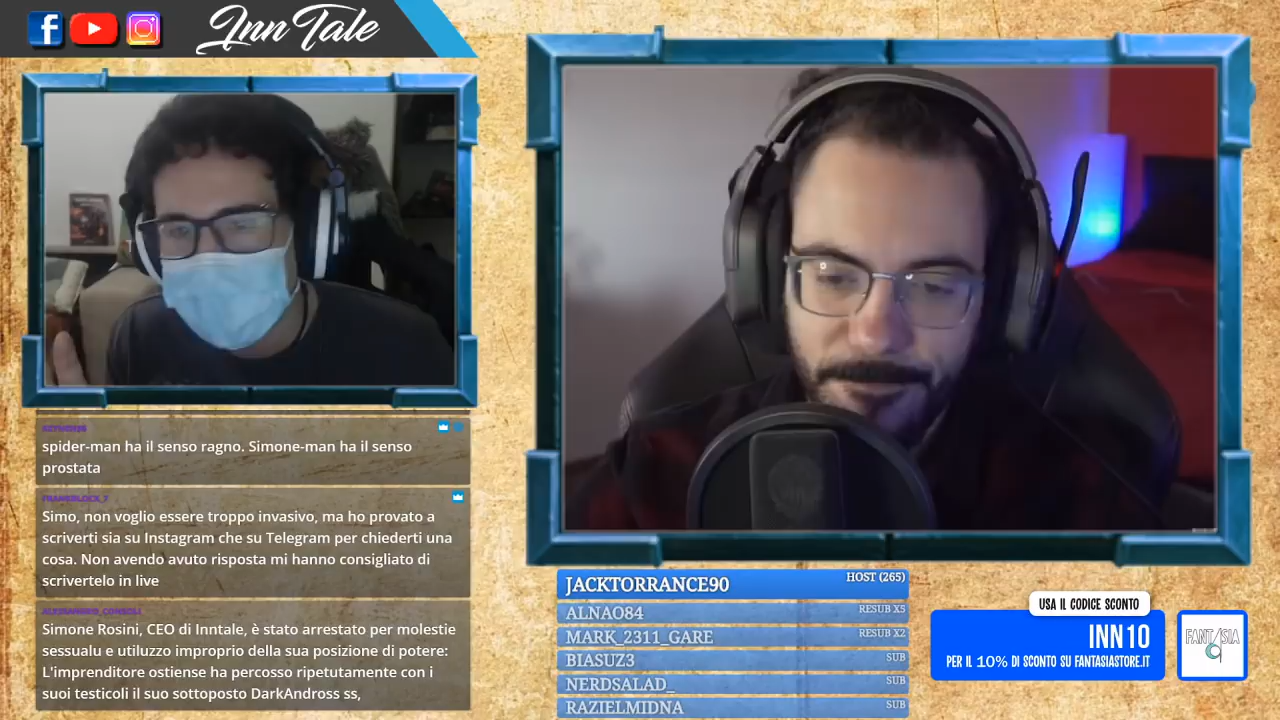 Inn Tale
spider-man ha il senso ragno. Simone-man ha il senso
prostata
Simo, non voglio essere troppo invasivo, ma ho provato a
scriverti sia su Instagram che su Telegram per chiederti una
cosa. Non avendo avuto risposta mi hanno consigliato di
scrivertelo in live
Simone Rosini, CEO di Inntale, è stato arrestato per molestie
sessualu e utiluzzo improprio della sua posizione di potere:
L'imprenditore ostiense ha percosso ripetutamente con i
suoi testicoli il suo sottoposto DarkAndross ss,
JACKTORRANCE90 HOST (265)
ALNAO84 RESUB X5
MARK_2311_GARE RESUB X2
BIASUZ3 SUB
NERDSALAD_ SUB
RAZIELMIDNA SUB
USA IL CODICE SCONTO
INN10
PER IL 10% DI SCONTO SU FANTASIASTORE.IT
FANTASIA